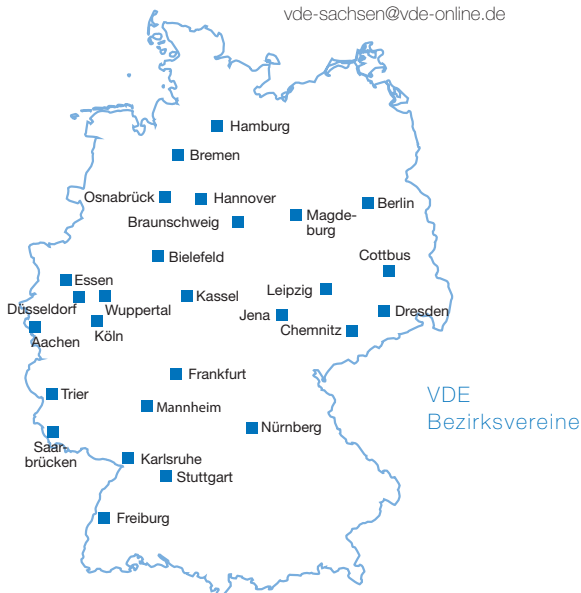 vde-sachsen@vde-online.de
Hamburg
Bremen
Osnabrück
Hannover
Berlin
Braunschweig
Magde-
burg
Bielefeld
Cottbus
Essen
Leipzig
Kassel
Düsseldorf
Wuppertal
Jena
Dresden
Köln
Chemnitz
Aachen
Frankfurt
Trier
Mannheim
VDE
Bezirksvereine
Nürnberg
Saar-
brücken
Karlsruhe
Stuttgart
Freiburg